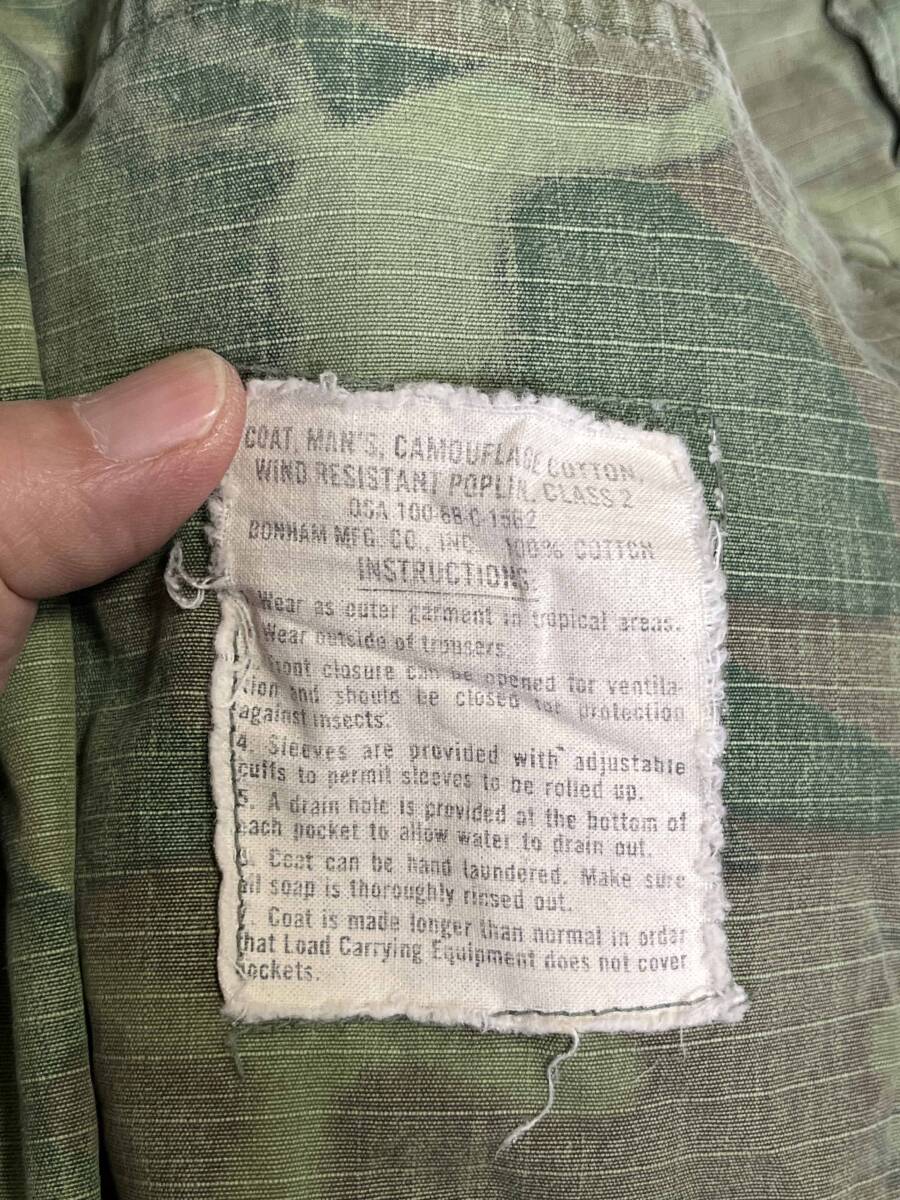 COAT, MAN'S, CAMOUFLAGE COTTON,
WIND RESISTANT POPLIN, CLASS 2
DSA 100-68-C-1562
BONHAM MFG. CO., INC. 100% COTTON
INSTRUCTIONS
Wear as outer garment in tropical areas.
Wear outside of trousers.
front closure can be opened for ventila-
tion and should be closed for protection
against insects.
4. Sleeves are provided with adjustable
cuffs to permit sleeves to be rolled up.
5. A drain hole is provided at the bottom of
each pocket to allow water to drain out.
6. Coat can be hand laundered. Make sure
all soap is thoroughly rinsed out.
7. Coat is made longer than normal in order
that Load Carrying Equipment does not cover
pockets.